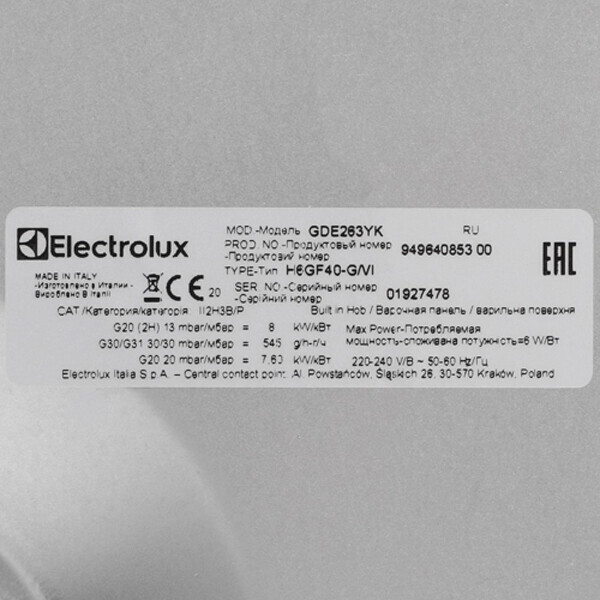 Electrolux
MOD.-Модель GDE263YK RU
PROD. NO.-Продуктовый номер 949640853 00
-Продуктовий номер
TYPE-Тип H6GF40-G/VI
MADE IN ITALY
-Изготовлено в Италии -
Вироблено В Італії
CE 20
SER. NO.-Серийный номер 01927478
-Серійний номер
EAC
CAT./Категория/категорія II2H3B/P Built in Hob / Варочная панель / варильна поверхня
G20 (2H) 13 mbar/мбар = 8 kW/кВт Max Power-Потребляемая
G30/G31 30/30 mbar/мбар = 545 g/h-г/ч мощность-споживана потужність=6 W/Вт
G20 20 mbar/мбар = 7.60 kW/кВт 220-240 V/В ~ 50-60 Hz/Гц
Electrolux Italia S.p.A. – Central contact point: Al. Powstańców, Śląskich 26, 30-570 Kraków, Poland